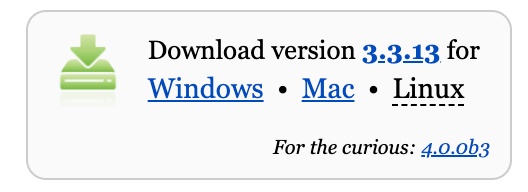 Download version 3.3.13 for
Windows • Mac • Linux
For the curious: 4.0.0b3